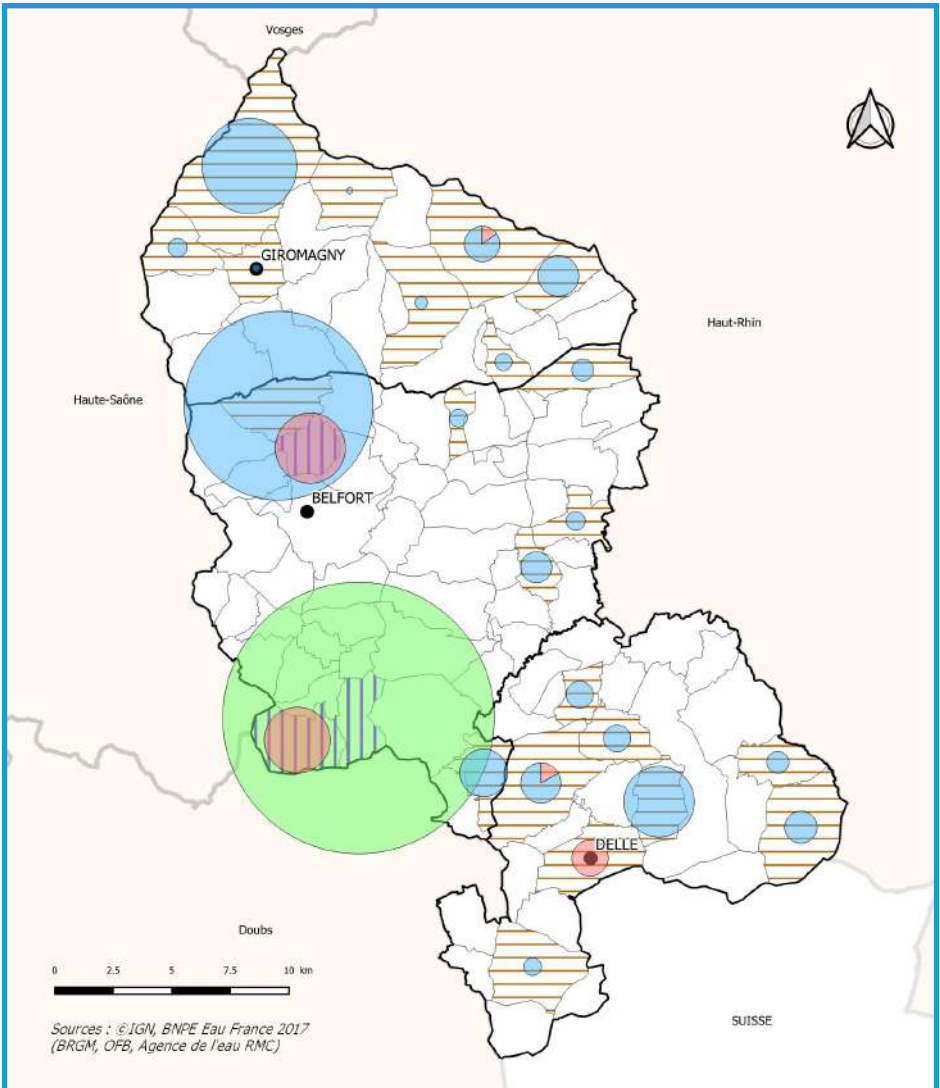 Vosges
GIROMAGNY
Haut-Rhin
Haute-Saône
BELFORT
DELLE
Doubs
0 2.5 5 7.5 10 km
Sources : ©IGN, BNPE Eau France 2017
(BRGM, OFB, Agence de l'eau RMC)
SUISSE